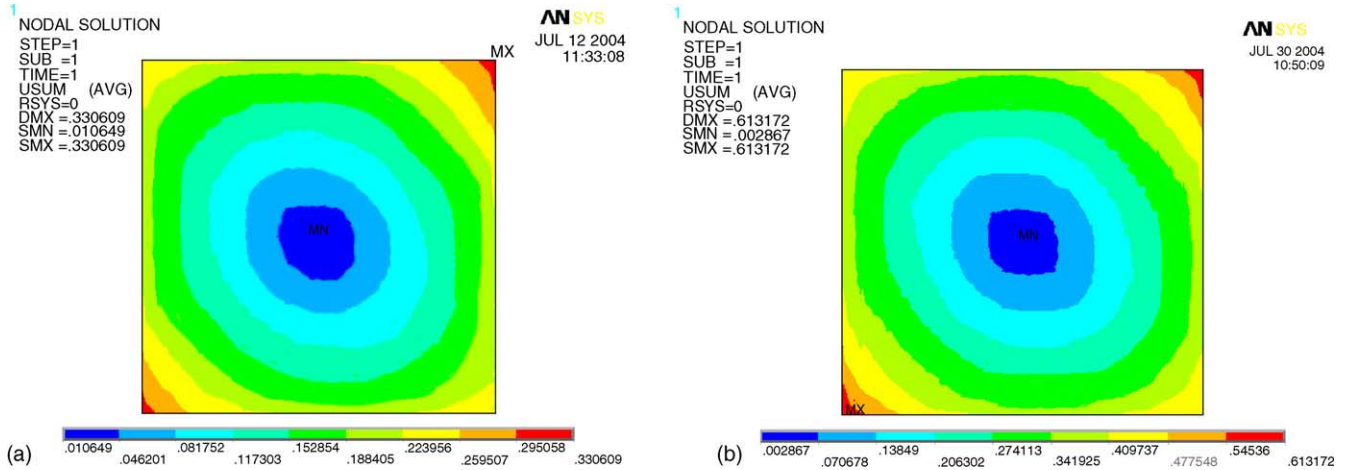 1
NODAL SOLUTION
STEP=1
SUB =1
TIME=1
USUM (AVG)
RSYS=0
DMX =.330609
SMN =.010649
SMX =.330609
ANSYS
JUL 12 2004
11:33:08
MX
MN
.010649 .081752 .152854 .223956 .295058
.046201 .117303 .188405 .259507 .330609
(a)
1
NODAL SOLUTION
STEP=1
SUB =1
TIME=1
USUM (AVG)
RSYS=0
DMX =.613172
SMN =.002867
SMX =.613172
ANSYS
JUL 30 2004
10:50:09
MN
MX
.002867 .13849 .274113 .409737 .54536
.070678 .206302 .341925 .477548 .613172
(b)